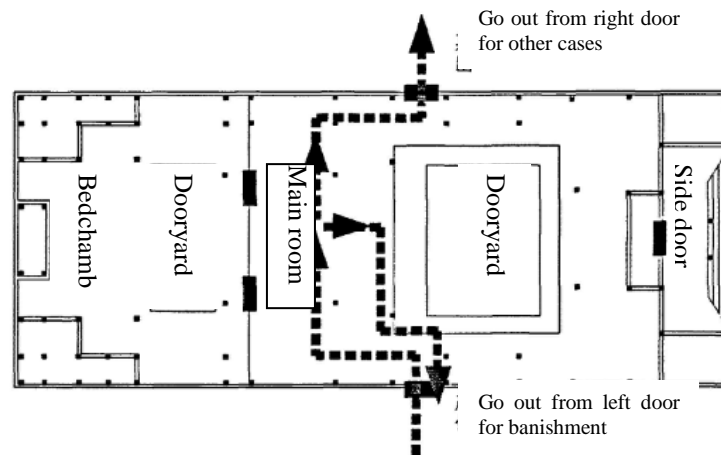 Go out from right door
for other cases
Bedchamb
Dooryard
Main room
Dooryard
Side door
Go out from left door
for banishment